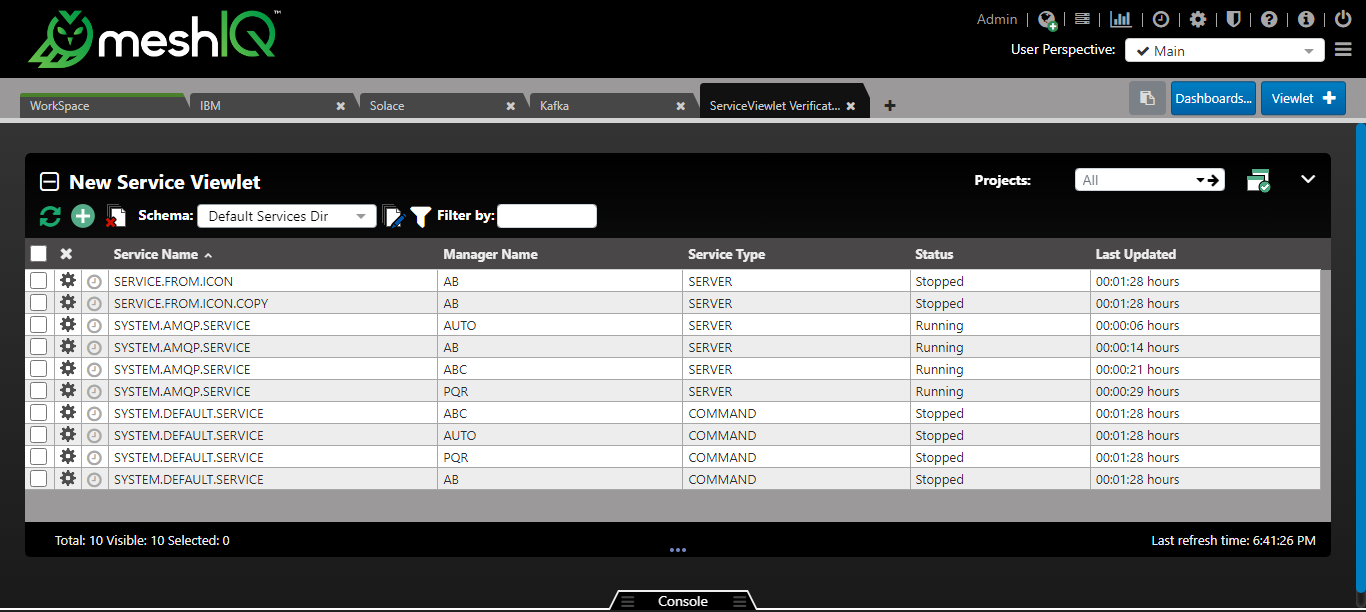 meshIQ™
Admin
User Perspective: Main
WorkSpace IBM Solace Kafka ServiceViewlet Verificat...
Dashboards... Viewlet
New Service Viewlet
Projects: All
Schema: Default Services Dir Filter by:
Service Name Manager Name Service Type Status Last Updated
SERVICE.FROM.ICON AB SERVER Stopped 00:01:28 hours
SERVICE.FROM.ICON.COPY AB SERVER Stopped 00:01:28 hours
SYSTEM.AMQP.SERVICE AUTO SERVER Running 00:00:06 hours
SYSTEM.AMQP.SERVICE AB SERVER Running 00:00:14 hours
SYSTEM.AMQP.SERVICE ABC SERVER Running 00:00:21 hours
SYSTEM.AMQP.SERVICE PQR SERVER Running 00:00:29 hours
SYSTEM.DEFAULT.SERVICE ABC COMMAND Stopped 00:01:28 hours
SYSTEM.DEFAULT.SERVICE AUTO COMMAND Stopped 00:01:28 hours
SYSTEM.DEFAULT.SERVICE PQR COMMAND Stopped 00:01:28 hours
SYSTEM.DEFAULT.SERVICE AB COMMAND Stopped 00:01:28 hours
Total: 10 Visible: 10 Selected: 0
Last refresh time: 6:41:26 PM
Console